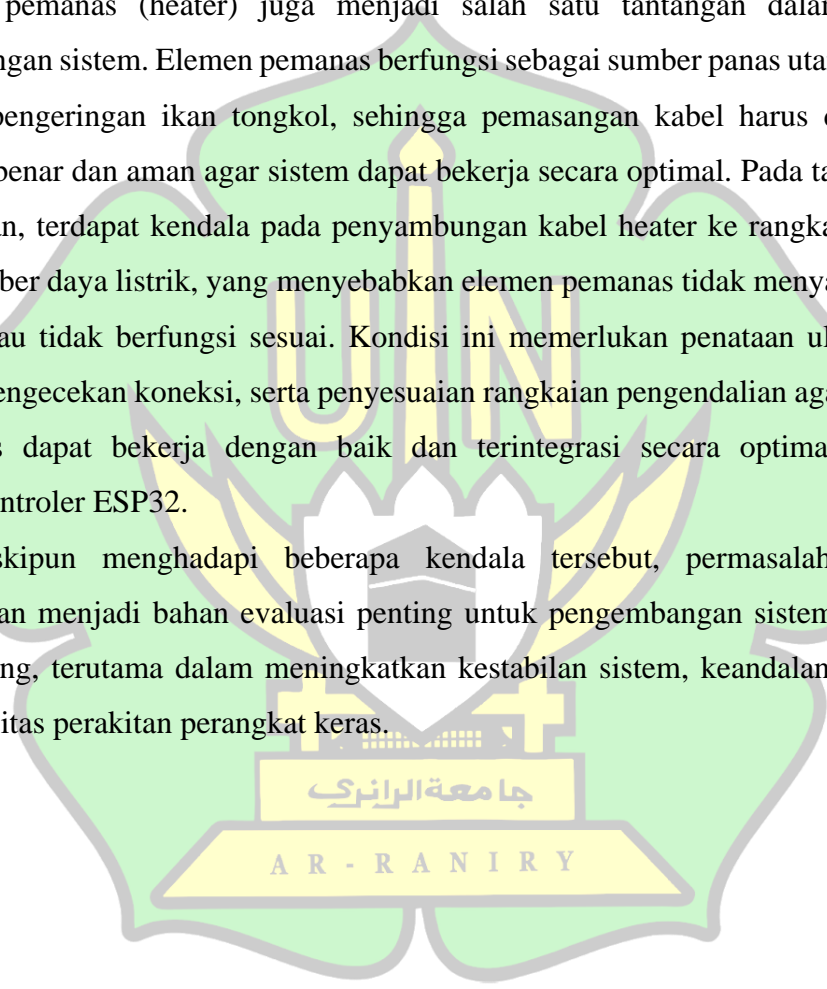 pemanas (heater) juga menjadi salah satu tantangan dalam
ngan sistem. Elemen pemanas berfungsi sebagai sumber panas uta
pengeringan ikan tongkol, sehingga pemasangan kabel harus
benar dan aman agar sistem dapat bekerja secara optimal. Pada ta
n, terdapat kendala pada penyambungan kabel heater ke rangka
ber daya listrik, yang menyebabkan elemen pemanas tidak menya
au tidak berfungsi sesuai. Kondisi ini memerlukan penataan ul
engecekan koneksi, serta penyesuaian rangkaian pengendalian aga
s dapat bekerja dengan baik dan terintegrasi secara optima
ntroler ESP32.
skipun menghadapi beberapa kendala tersebut, permasalah
an menjadi bahan evaluasi penting untuk pengembangan sistem
ng, terutama dalam meningkatkan kestabilan sistem, keandalan
itas perakitan perangkat keras.
UIN
جامعةالرانري
AR-RANIRY